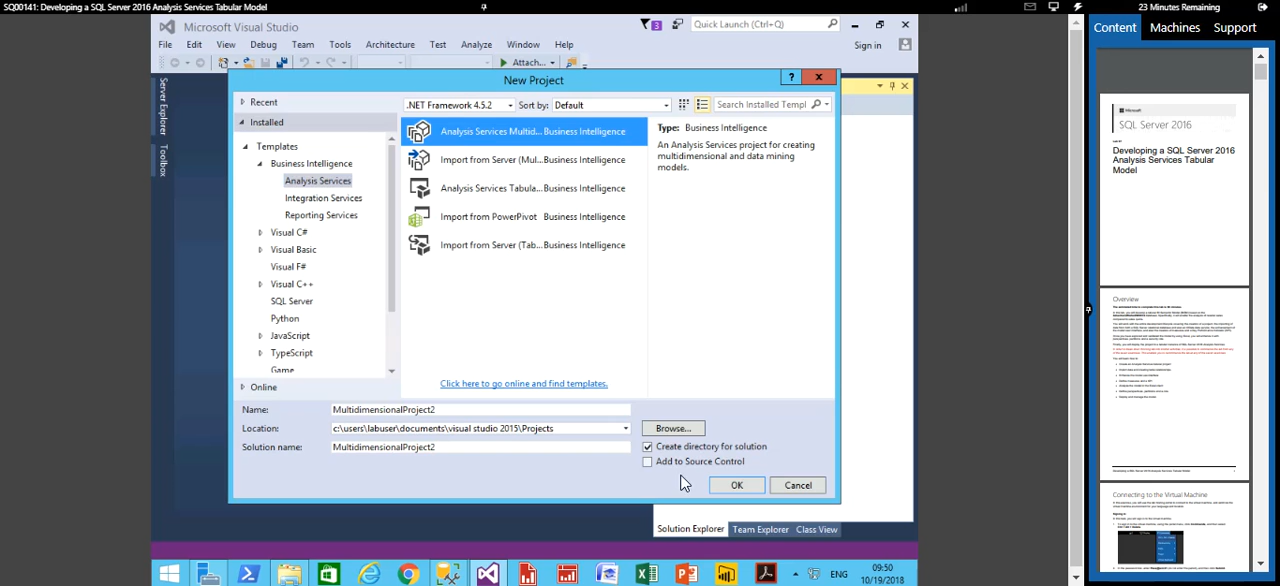 SQ00141: Developing a SQL Server 2016 Analysis Services Tabular Model
23 Minutes Remaining
Microsoft Visual Studio
3
Quick Launch (Ctrl+Q)
File Edit View Debug Team Tools Architecture Test Analyze Window Help
Sign in
Attach...
Content Machines Support
Server Explorer
Toolbox
New Project
Recent
.NET Framework 4.5.2
Sort by: Default
Search Installed Templ
Installed
Templates
Business Intelligence
Analysis Services
Integration Services
Reporting Services
Visual C#
Visual Basic
Visual F#
Visual C++
SQL Server
Python
JavaScript
TypeScript
Game
Online
Analysis Services Multid... Business Intelligence
Import from Server (Mul... Business Intelligence
Analysis Services Tabula... Business Intelligence
Import from PowerPivot Business Intelligence
Import from Server (Tab... Business Intelligence
Click here to go online and find templates.
Type: Business Intelligence
An Analysis Services project for creating
multidimensional and data mining
models.
Name: MultidimensionalProject2
Location: c:\users\labuser\documents\visual studio 2015\Projects
Browse...
Solution name: MultidimensionalProject2
Create directory for solution
Add to Source Control
OK
Cancel
Solution Explorer Team Explorer Class View
ENG
09:50
10/19/2018
Microsoft
SQL Server 2016
Developing a SQL Server 2016
Analysis Services Tabular
Model
Overview
Connecting to the Virtual Machine